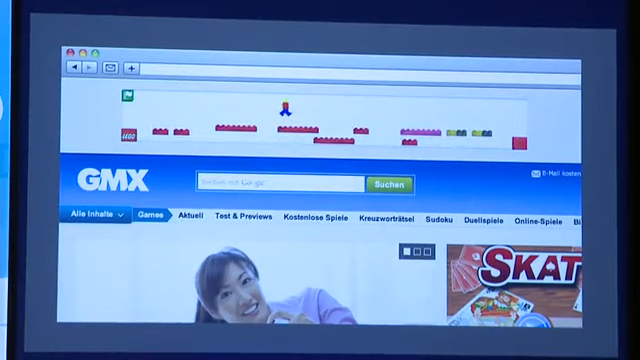 LEGO
GMX
Suchen mit Google
Suchen
E-Mail kosten
Alle Inhalte
Games
Aktuell
Test & Previews
Kostenlose Spiele
Kreuzworträtsel
Sudoku
Duellspiele
Online-Spiele
Bi
SKAT